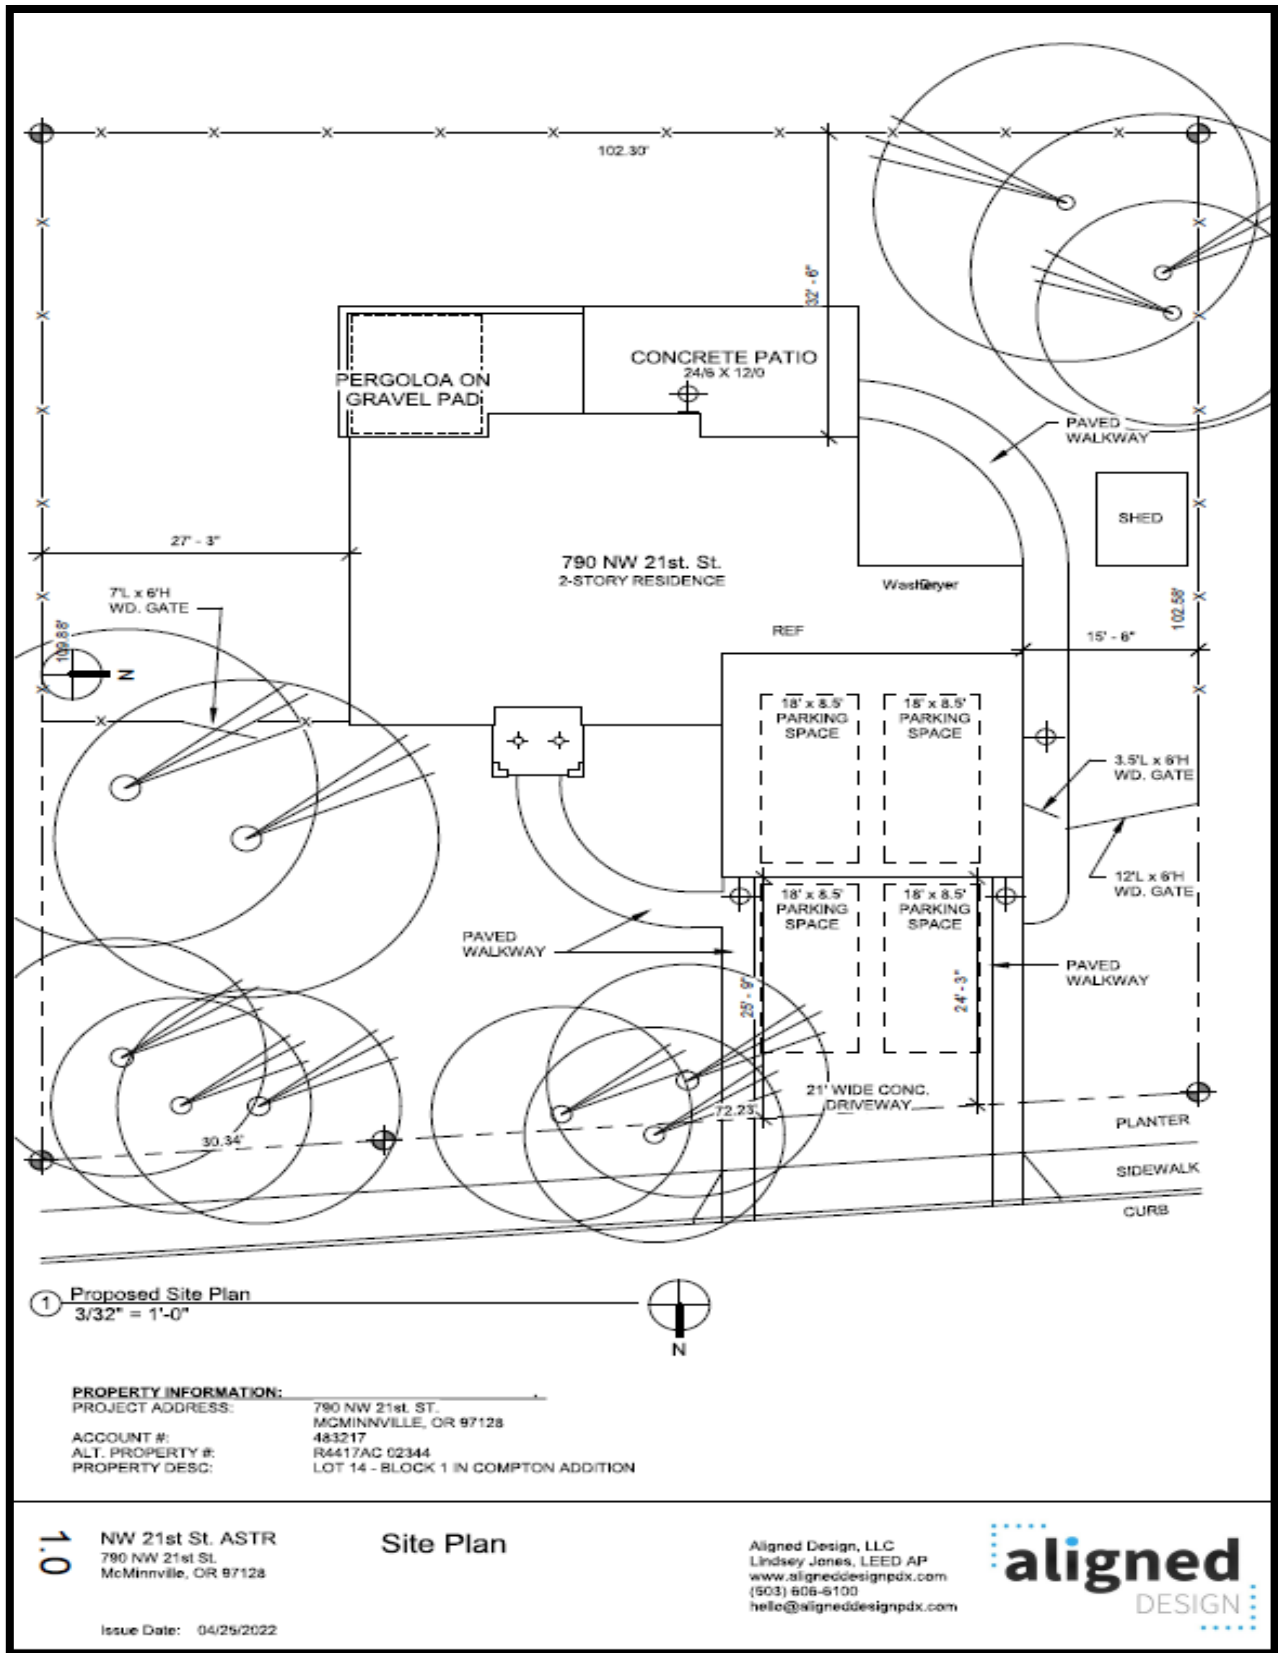 102.30'
32' - 6"
CONCRETE PATIO
24/6 X 12/0
PERGOLOA ON
GRAVEL PAD
PAVED
WALKWAY
SHED
27' - 3"
790 NW 21st. St.
2-STORY RESIDENCE
Washer
Dryer
7'L x 6'H
WD. GATE
109.88'
102.58'
REF
15' - 6"
N
18' x 8.5'
PARKING
SPACE
18' x 8.5'
PARKING
SPACE
3.5'L x 6'H
WD. GATE
12'L x 6'H
WD. GATE
18' x 8.5'
PARKING
SPACE
18' x 8.5'
PARKING
SPACE
PAVED
WALKWAY
PAVED
WALKWAY
25' - 9"
24' - 3"
21' WIDE CONC.
DRIVEWAY
72.23'
30.34'
PLANTER
SIDEWALK
CURB
1
Proposed Site Plan
3/32" = 1'-0"
N
PROPERTY INFORMATION:
PROJECT ADDRESS: 790 NW 21st. ST.
MCMINNVILLE, OR 97128
ACCOUNT #: 483217
ALT. PROPERTY #: R4417AC 02344
PROPERTY DESC: LOT 14 - BLOCK 1 IN COMPTON ADDITION
1.0
NW 21st St. ASTR
790 NW 21st St.
McMinnville, OR 97128
Issue Date: 04/25/2022
Site Plan
Aligned Design, LLC
Lindsey Jones, LEED AP
www.aligneddesignpdx.com
(503) 606-6100
hello@aligneddesignpdx.com
aligned
DESIGN